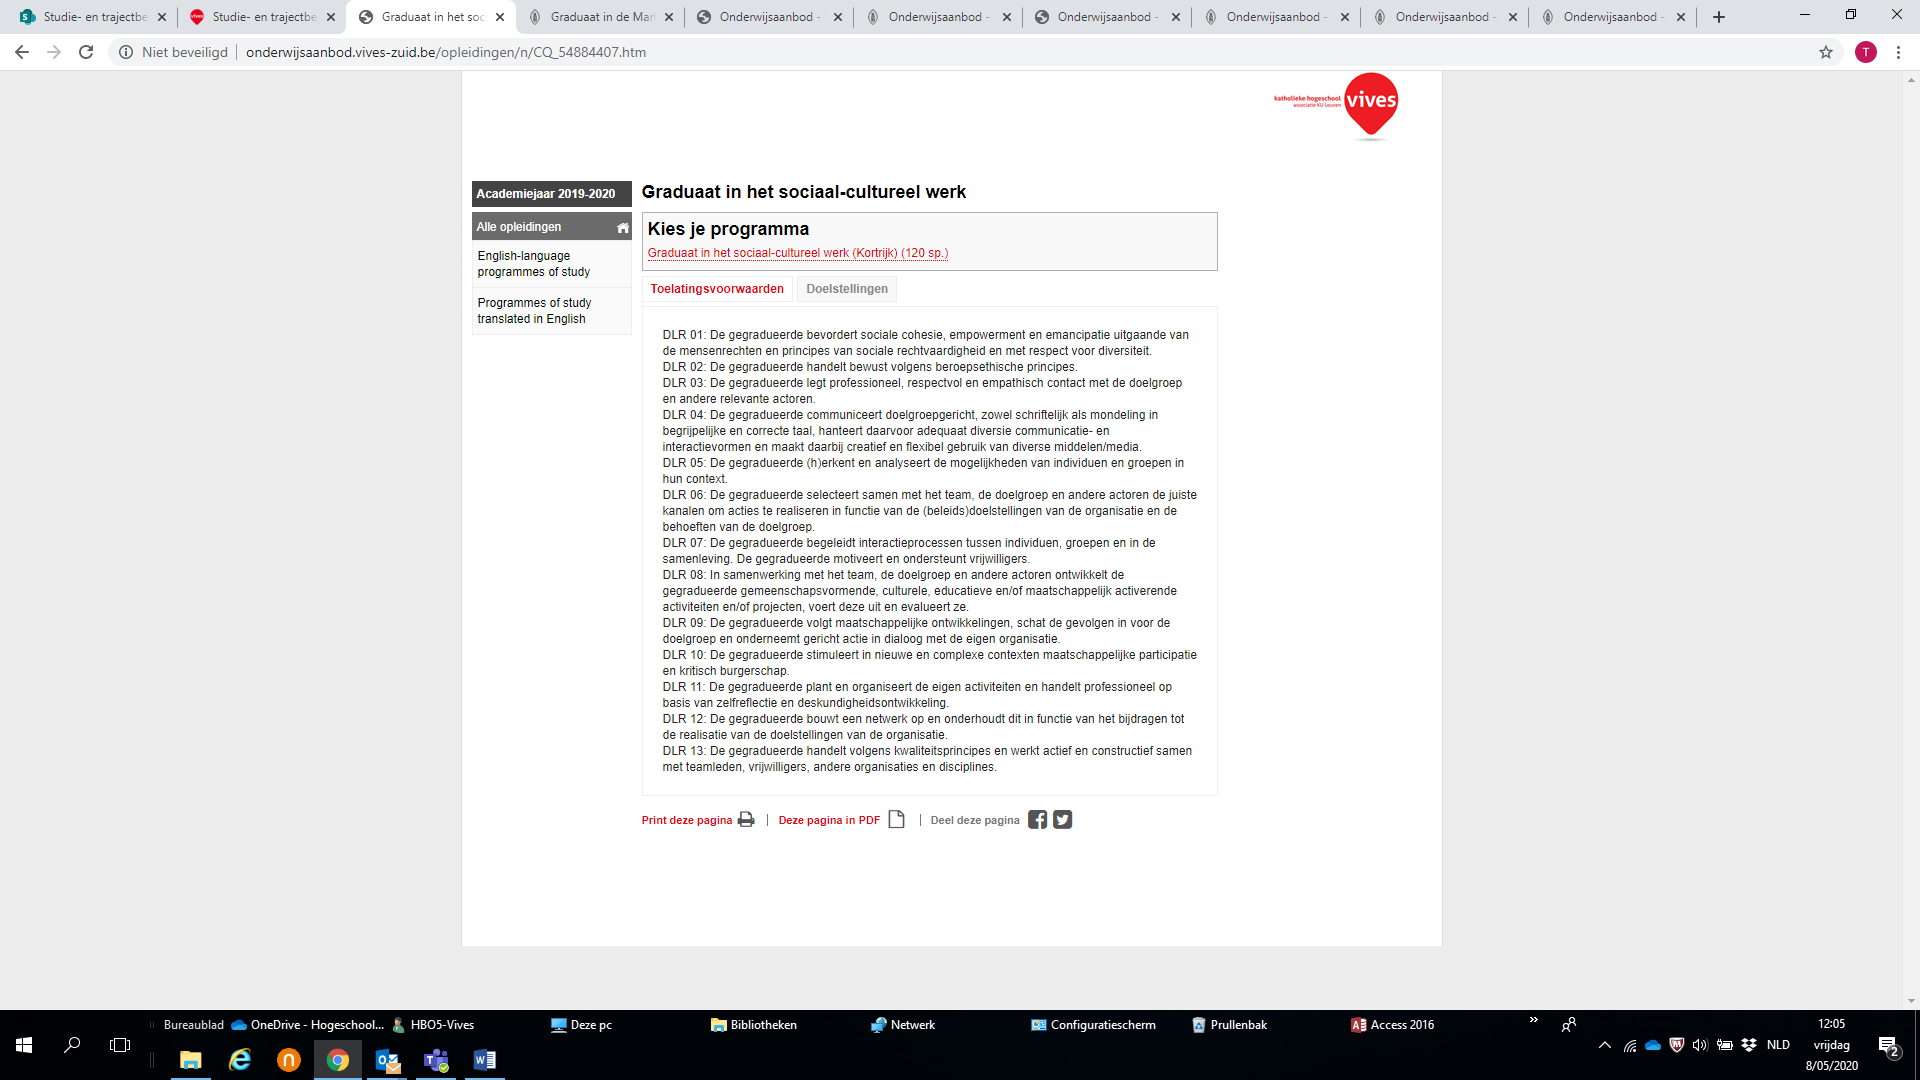 Studie- en trajectbe
Studie- en trajectbe
Graduaat in het soci
Graduaat in de Mar
Onderwijsaanbod -
Onderwijsaanbod -
Onderwijsaanbod -
Onderwijsaanbod -
Onderwijsaanbod -
Onderwijsaanbod -
Niet beveiligd
onderwijsaanbod.vives-zuid.be/opleidingen/n/CQ_54884407.htm
T
katholieke hogeschool
associatie KU Leuven
vives
Academiejaar 2019-2020
Alle opleidingen
English-language
programmes of study
Programmes of study
translated in English
Graduaat in het sociaal-cultureel werk
Kies je programma
Graduaat in het sociaal-cultureel werk (Kortrijk) (120 sp.)
Toelatingsvoorwaarden
Doelstellingen
DLR 01: De gegradueerde bevordert sociale cohesie, empowerment en emancipatie uitgaande van
de mensenrechten en principes van sociale rechtvaardigheid en met respect voor diversiteit.
DLR 02: De gegradueerde handelt bewust volgens beroepsethische principes.
DLR 03: De gegradueerde legt professioneel, respectvol en empathisch contact met de doelgroep
en andere relevante actoren.
DLR 04: De gegradueerde communiceert doelgroepgericht, zowel schriftelijk als mondeling in
begrijpelijke en correcte taal, hanteert daarvoor adequaat diversie communicatie- en
interactievormen en maakt daarbij creatief en flexibel gebruik van diverse middelen/media.
DLR 05: De gegradueerde (h)erkent en analyseert de mogelijkheden van individuen en groepen in
hun context.
DLR 06: De gegradueerde selecteert samen met het team, de doelgroep en andere actoren de juiste
kanalen om acties te realiseren in functie van de (beleids)doelstellingen van de organisatie en de
behoeften van de doelgroep.
DLR 07: De gegradueerde begeleidt interactieprocessen tussen individuen, groepen en in de
samenleving. De gegradueerde motiveert en ondersteunt vrijwilligers.
DLR 08: In samenwerking met het team, de doelgroep en andere actoren ontwikkelt de
gegradueerde gemeenschapsvormende, culturele, educatieve en/of maatschappelijk activerende
activiteiten en/of projecten, voert deze uit en evalueert ze.
DLR 09: De gegradueerde volgt maatschappelijke ontwikkelingen, schat de gevolgen in voor de
doelgroep en onderneemt gericht actie in dialoog met de eigen organisatie.
DLR 10: De gegradueerde stimuleert in nieuwe en complexe contexten maatschappelijke participatie
en kritisch burgerschap.
DLR 11: De gegradueerde plant en organiseert de eigen activiteiten en handelt professioneel op
basis van zelfreflectie en deskundigheidsontwikkeling.
DLR 12: De gegradueerde bouwt een netwerk op en onderhoudt dit in functie van het bijdragen tot
de realisatie van de doelstellingen van de organisatie.
DLR 13: De gegradueerde handelt volgens kwaliteitsprincipes en werkt actief en constructief samen
met teamleden, vrijwilligers, andere organisaties en disciplines.
Print deze pagina | Deze pagina in PDF | Deel deze pagina
Bureaublad
OneDrive - Hogeschool...
HBO5-Vives
Deze pc
Bibliotheken
Netwerk
Configuratiescherm
Prullenbak
Access 2016
NLD
12:05
vrijdag
8/05/2020
2